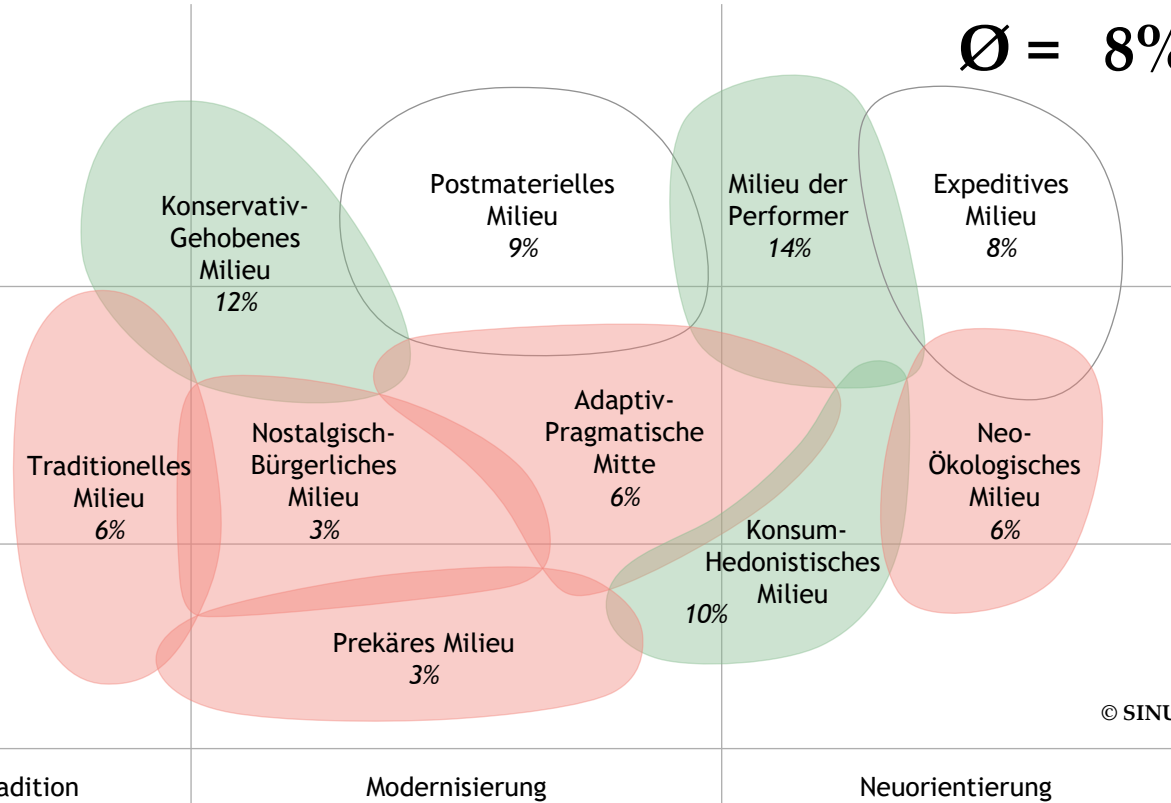 Ø = 8%
Konservativ-
Gehobenes
Milieu
12%
Postmaterielles
Milieu
9%
Milieu der
Performer
14%
Expeditives
Milieu
8%
Traditionelles
Milieu
6%
Nostalgisch-
Bürgerliches
Milieu
3%
Adaptiv-
Pragmatische
Mitte
6%
Neo-
Ökologisches
Milieu
6%
Konsum-
Hedonistisches
Milieu
10%
Prekäres Milieu
3%
© SINU
adition
Modernisierung
Neuorientierung